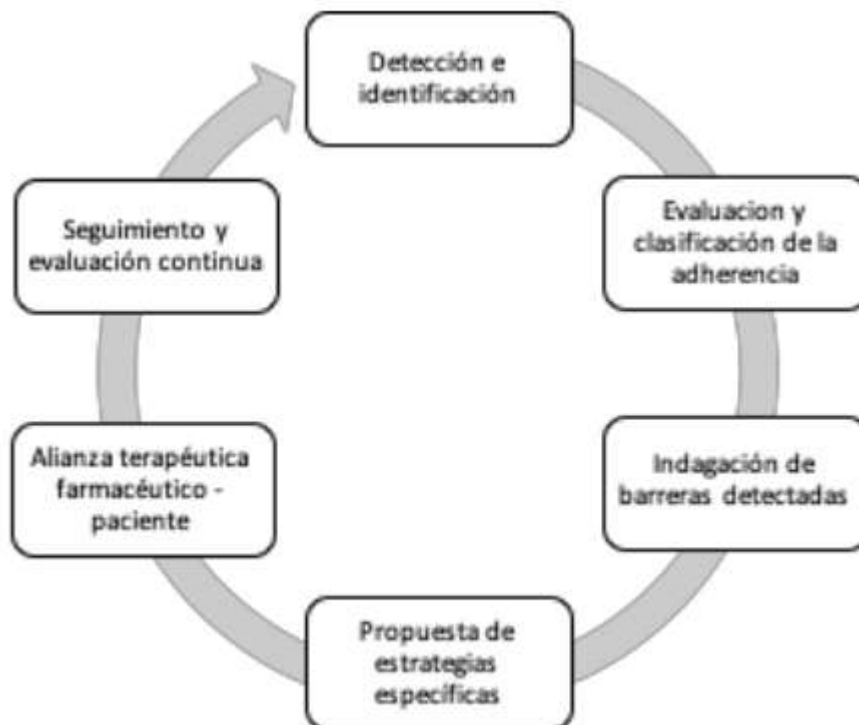 Detección e
identificación
Evaluacion y
clasificación de la
adherencia
Indagación de
barreras detectadas
Propuesta de
estrategias
específicas
Alianza terapéutica
farmacéutico -
paciente
Seguimiento y
evaluación continua